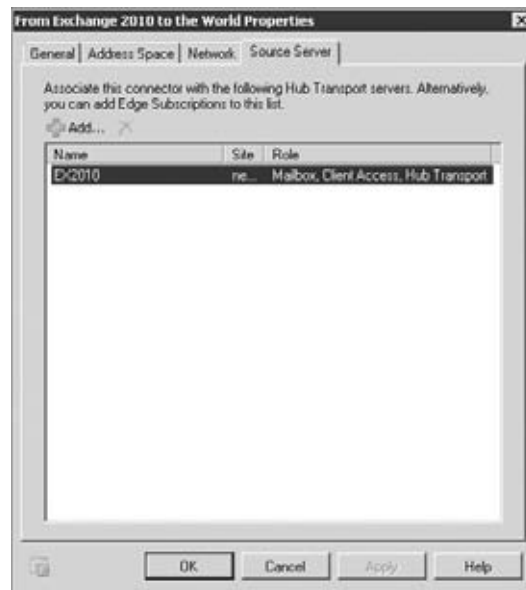 From Exchange 2010 to the World Properties
General Address Space Network Source Server
Associate this connector with the following Hub Transport servers. Alternatively,
you can add Edge Subscriptions to this list.
Add...
Name Site Role
EX2010 ne... Mailbox, Client Access, Hub Transport
OK Cancel Apply Help